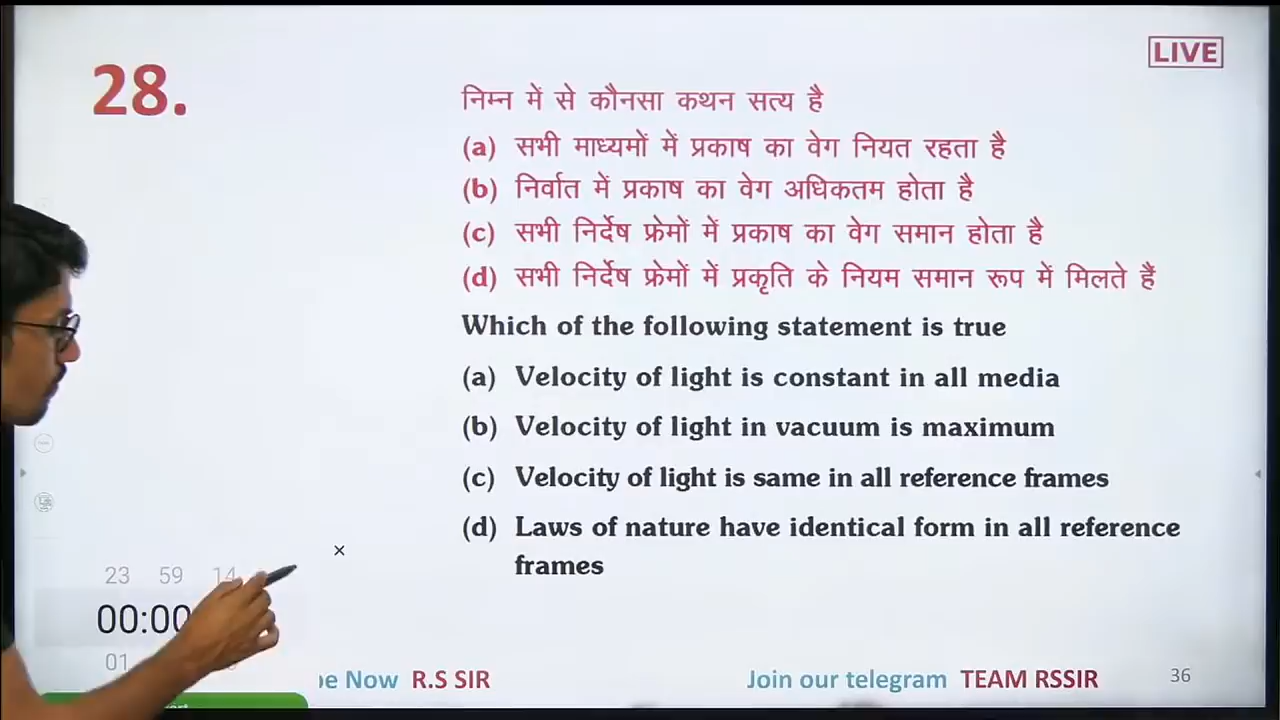 LIVE
28.
निम्न में से कौनसा कथन सत्य है
(a) सभी माध्यमों में प्रकाष का वेग नियत रहता है
(b) निर्वात में प्रकाष का वेग अधिकतम होता है
(c) सभी निर्देष फ्रेमों में प्रकाष का वेग समान होता है
(d) सभी निर्देष फ्रेमों में प्रकृति के नियम समान रूप में मिलते हैं
Which of the following statement is true
(a) Velocity of light is constant in all media
(b) Velocity of light in vacuum is maximum
(c) Velocity of light is same in all reference frames
(d) Laws of nature have identical form in all reference
frames
×
23 59 14
00:00
01
Now R.S SIR
Join our telegram TEAM RSSIR
36